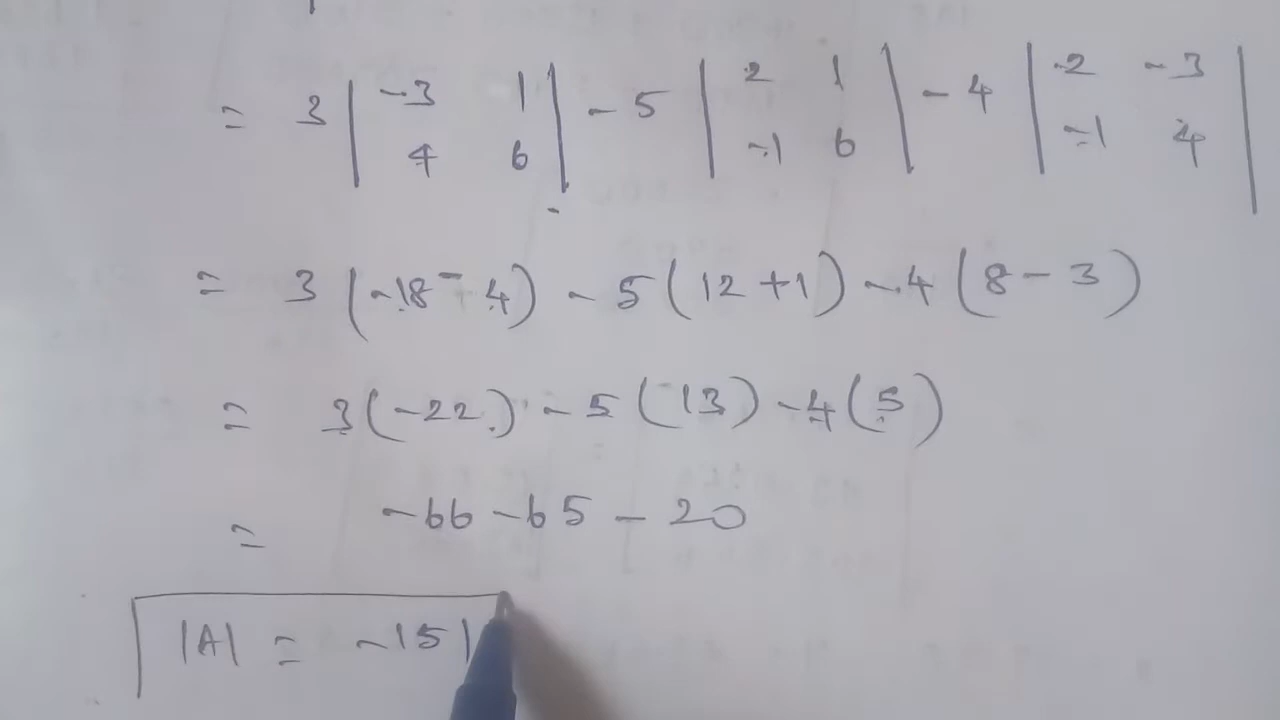 = 3 | -3 1 | - 5 | 2 1 | - 4 | 2 -3 |
4 6 -1 6 -1 4
= 3 (-18 - 4) - 5 (12 + 1) - 4 (8 - 3)
= 3 (-22) - 5 (13) - 4 (5)
= -66 - 65 - 20
|A| = -151